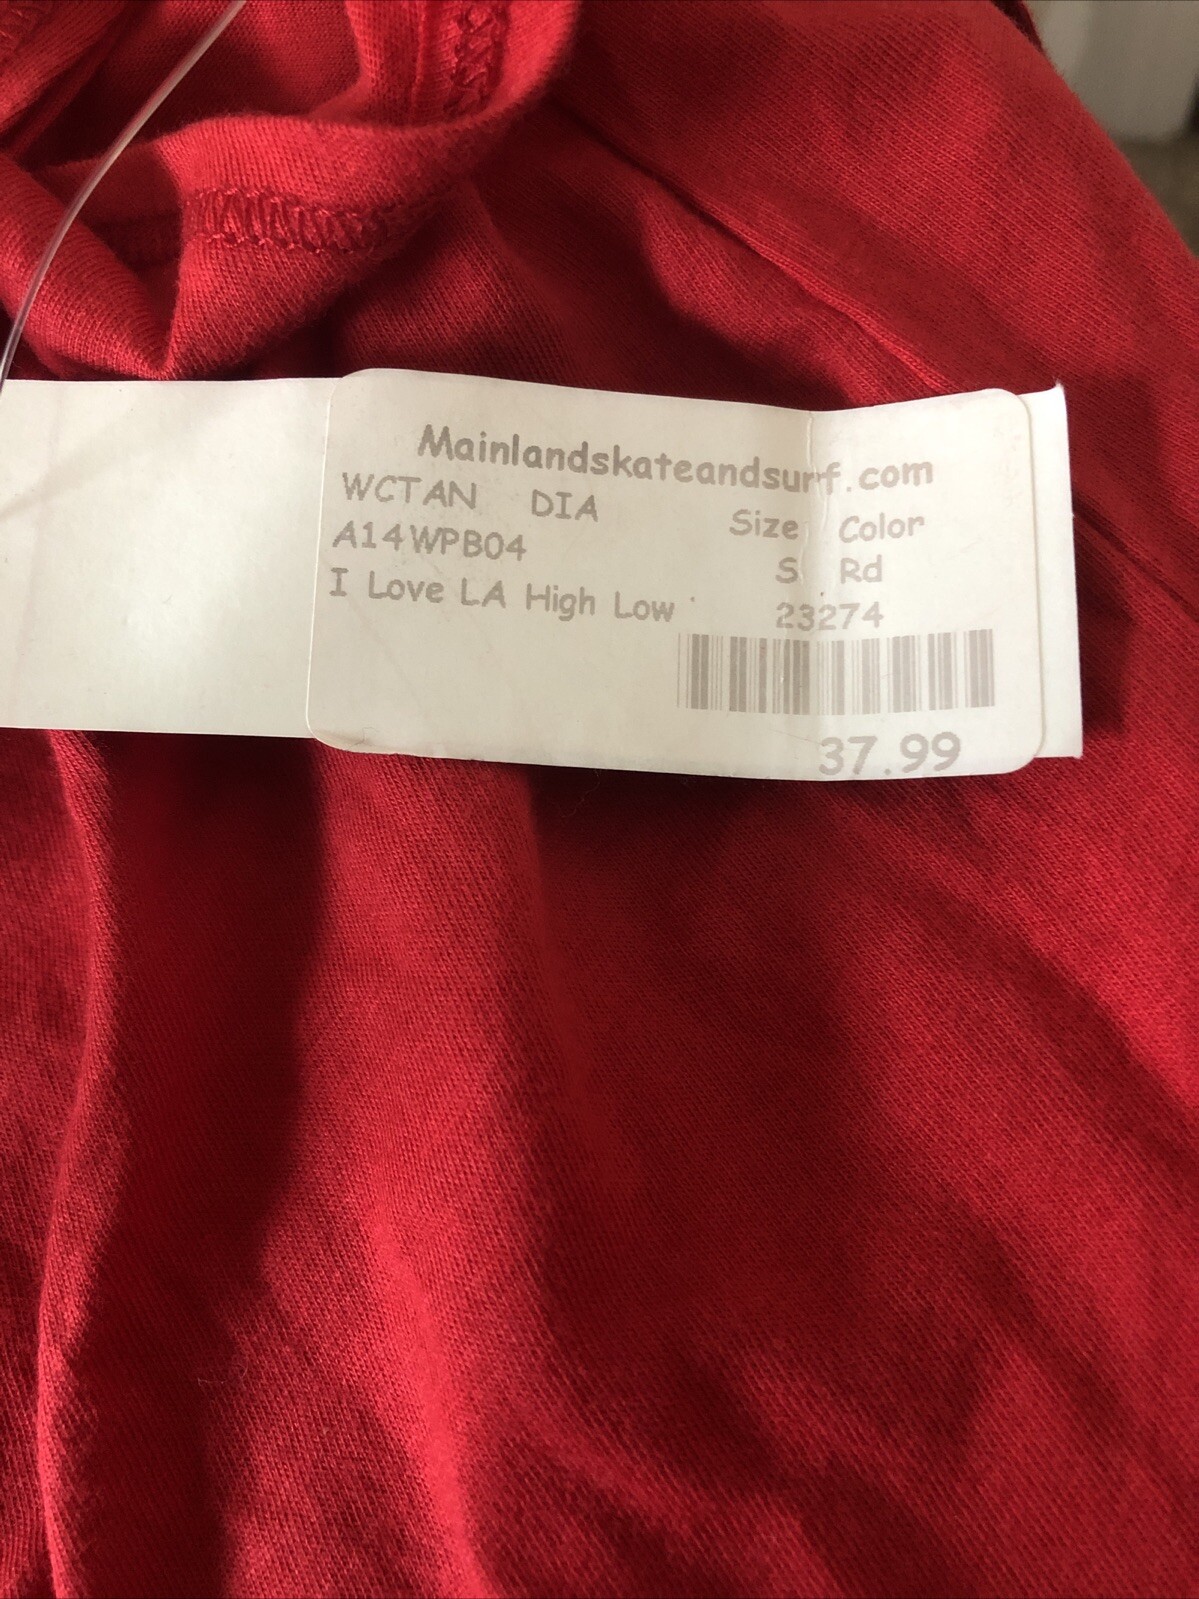 Mainlandskateandsurf.com
WCTAN DIA Size Color
A14WPB04 S Rd
I Love LA High Low 23274
37.99